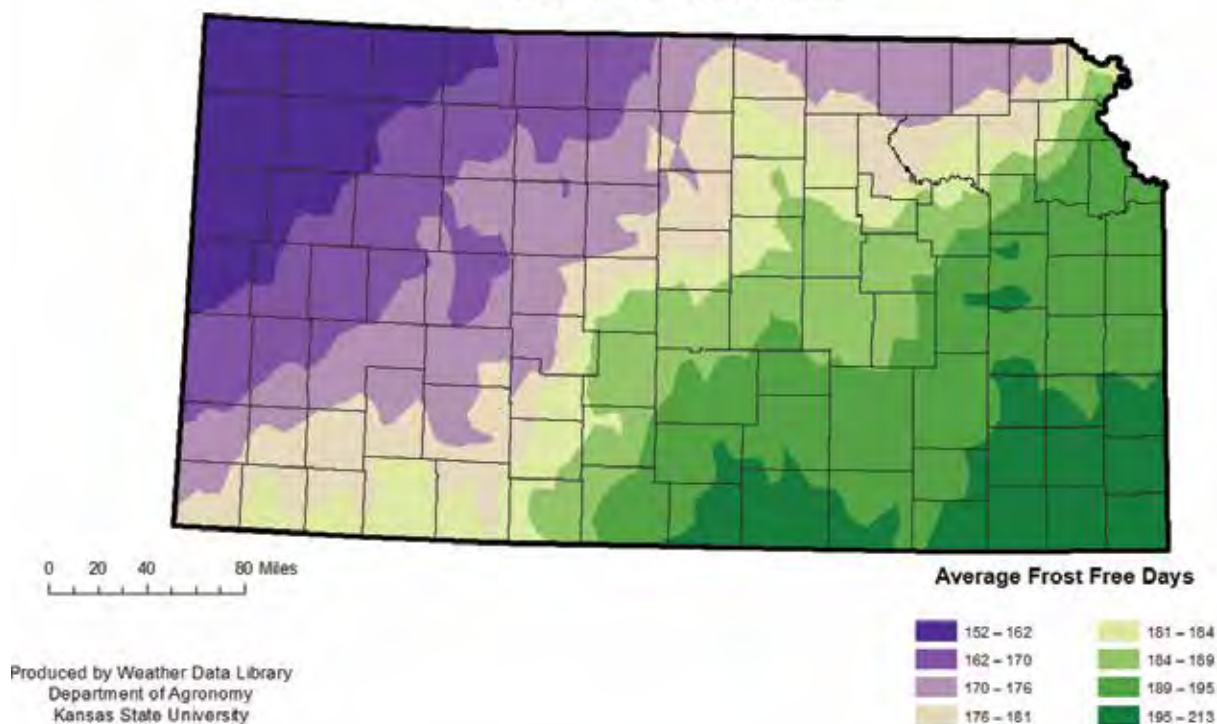 0 20 40 80 Miles
Average Frost Free Days
152 – 162
162 – 170
170 – 176
176 – 181
181 – 184
184 – 189
189 – 195
195 – 213
Produced by Weather Data Library
Department of Agronomy
Kansas State University